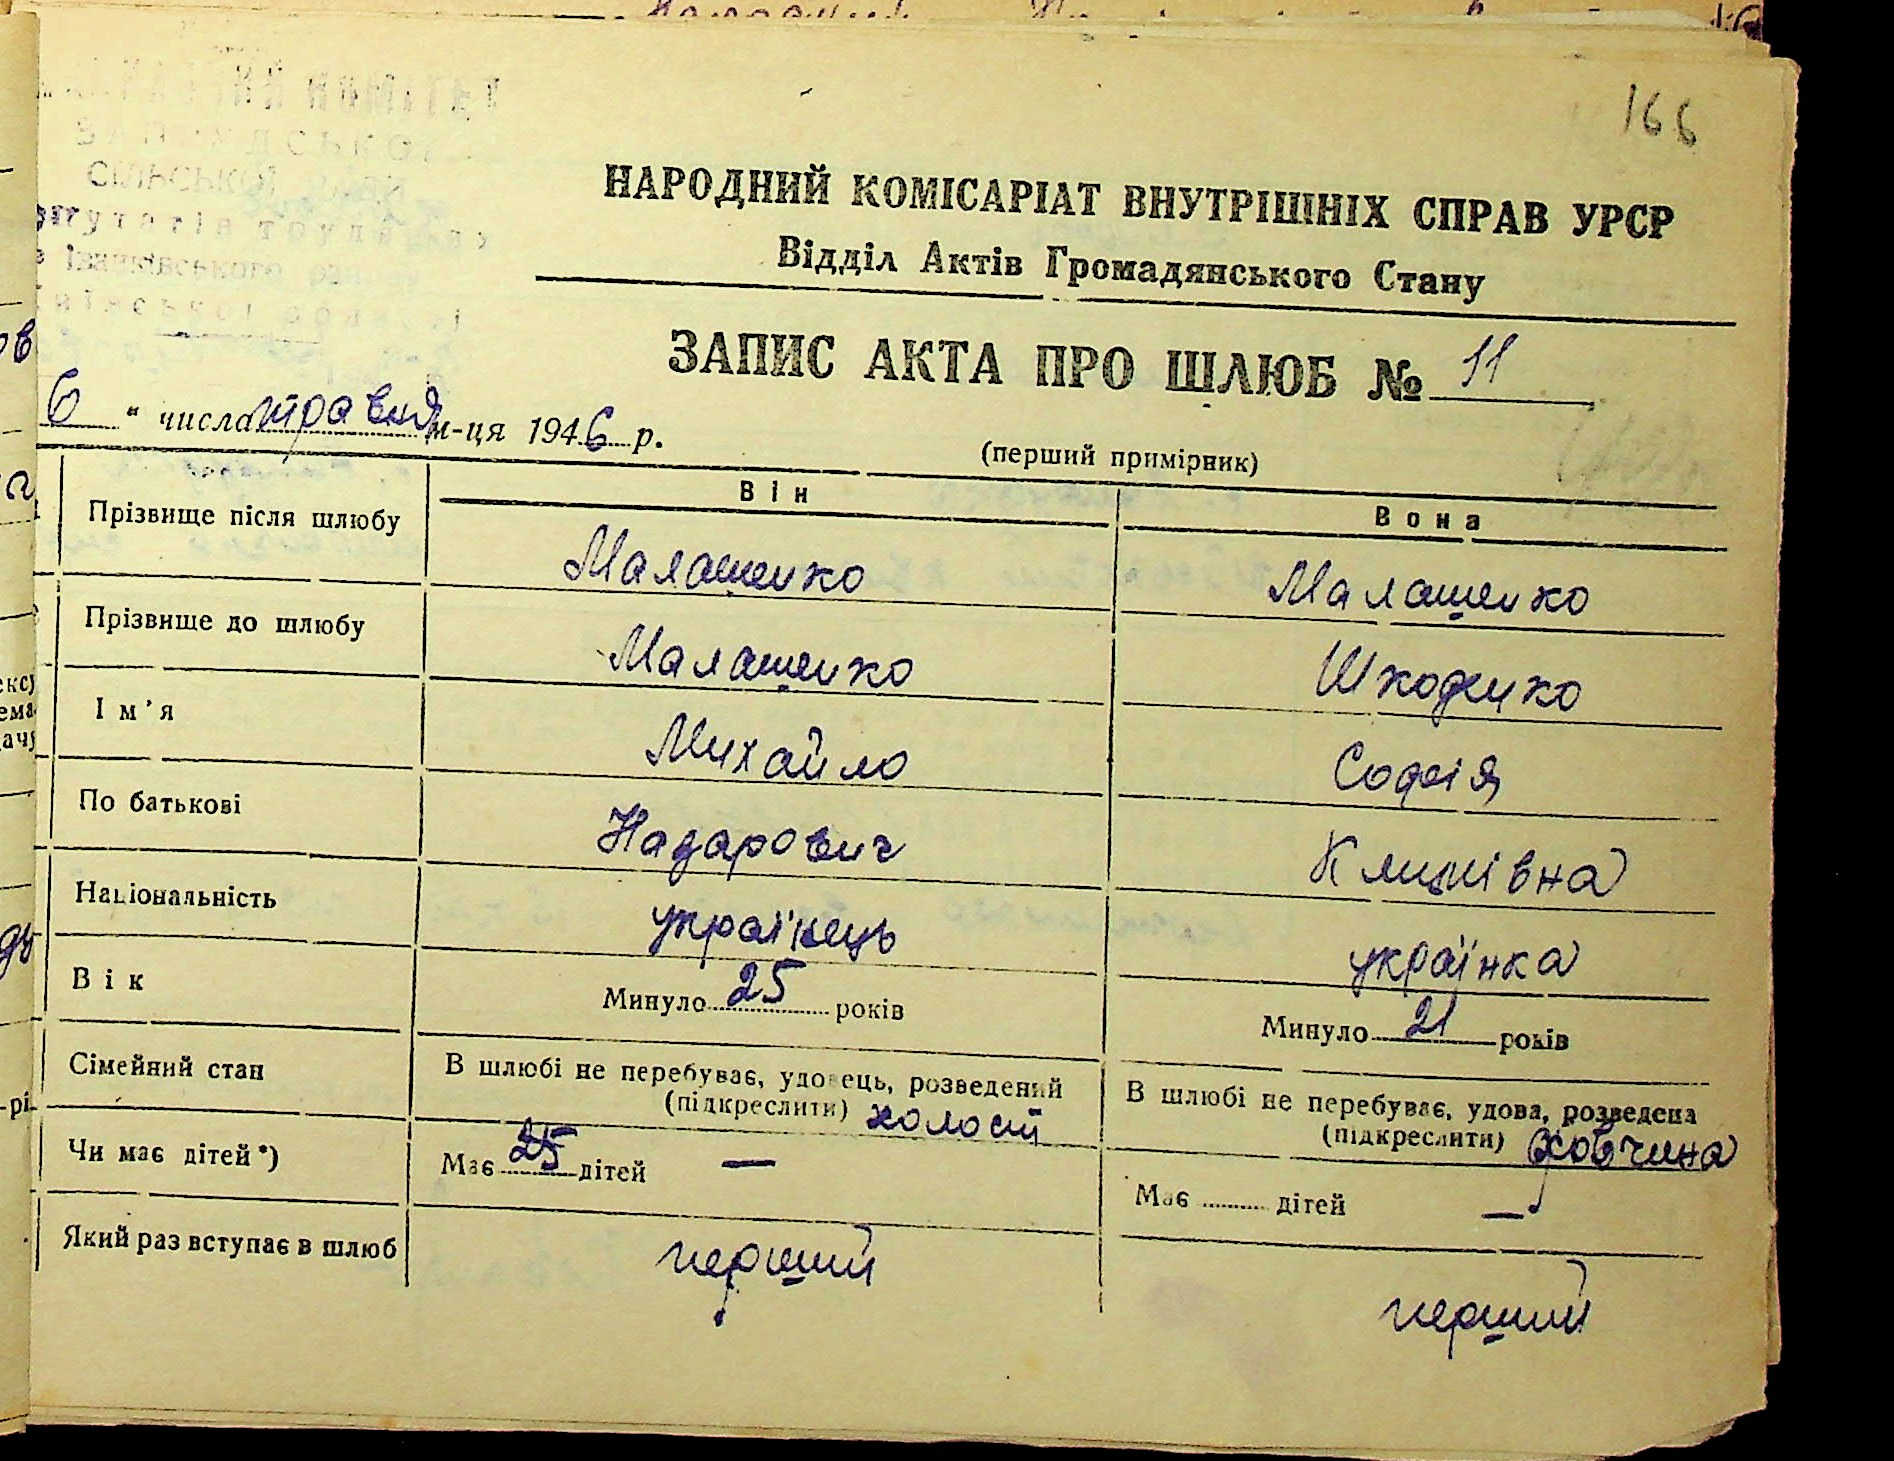 166
СІЛЬСЬКОЇ РАДИ
НАРОДНИЙ КОМІСАРІАТ ВНУТРІШНІХ СПРАВ УРСР
Відділ Актів Громадянського Стану
ЗАПИС АКТА ПРО ШЛЮБ № 11
6 " числа травня м-ця 1946 р.
(перший примірник)
Він Вона
Прізвище після шлюбу Малашенко Малашенко
Прізвище до шлюбу Малашенко Шкоденко
Ім'я Михайло Софія
По батькові Назарович Климівна
Національність українець українка
Вік Минуло 25 років Минуло 21 років
Сімейний стан В шлюбі не перебуває, удовець, розведений В шлюбі не перебуває, удова, розведена
(підкреслити) холостий (підкреслити)
Чи має дітей*) Має 25 дітей — Має дітей —
Який раз вступає в шлюб перший перший